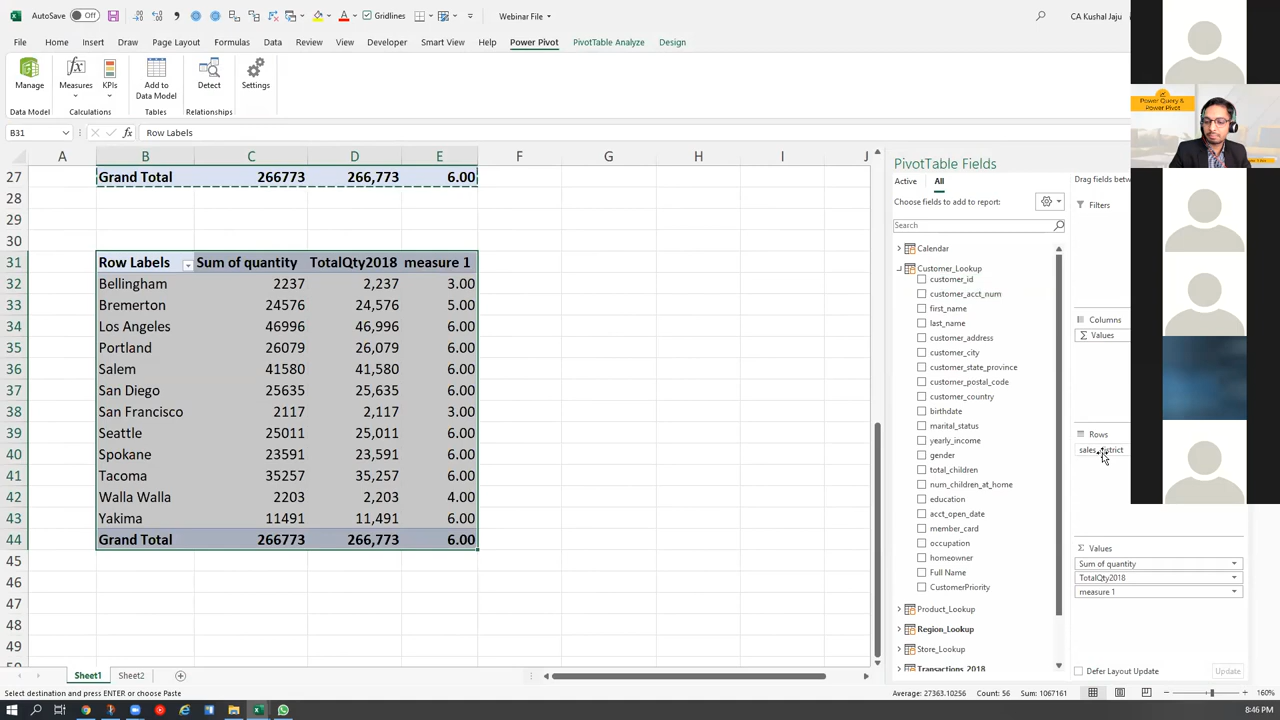 AutoSave Off Gridlines Webinar File CA Kushal Jaju
File Home Insert Draw Page Layout Formulas Data Review View Developer Smart View Help Power Pivot PivotTable Analyze Design
Manage Measures KPIs Add to Data Model Detect Settings
Data Model Calculations Tables Relationships
B31 fx Row Labels
A B C D E F G H I J
27 Grand Total 266773 266,773 6.00
28
29
30
31 Row Labels Sum of quantity TotalQty2018 measure 1
32 Bellingham 2237 2,237 3.00
33 Bremerton 24576 24,576 5.00
34 Los Angeles 46996 46,996 6.00
35 Portland 26079 26,079 6.00
36 Salem 41580 41,580 6.00
37 San Diego 25635 25,635 6.00
38 San Francisco 2117 2,117 3.00
39 Seattle 25011 25,011 6.00
40 Spokane 23591 23,591 6.00
41 Tacoma 35257 35,257 6.00
42 Walla Walla 2203 2,203 4.00
43 Yakima 11491 11,491 6.00
44 Grand Total 266773 266,773 6.00
45
46
47
48
49
Sheet1 Sheet2
Select destination and press ENTER or choose Paste
Average: 27363.10256 Count: 56 Sum: 1067161
160%
8:46 PM
PivotTable Fields
Active All
Choose fields to add to report:
Search
Calendar
Customer_Lookup
customer_id
customer_acct_num
first_name
last_name
customer_address
customer_city
customer_state_province
customer_postal_code
customer_country
birthdate
marital_status
yearly_income
gender
total_children
num_children_at_home
education
acct_open_date
member_card
occupation
homeowner
Full Name
CustomerPriority
Product_Lookup
Region_Lookup
Store_Lookup
Transactions_2018
Drag fields betw
Filters
Columns
Σ Values
Rows
Σ Values
Sum of quantity
TotalQty2018
measure 1
Defer Layout Update Update
Power Query &
Power Pivot